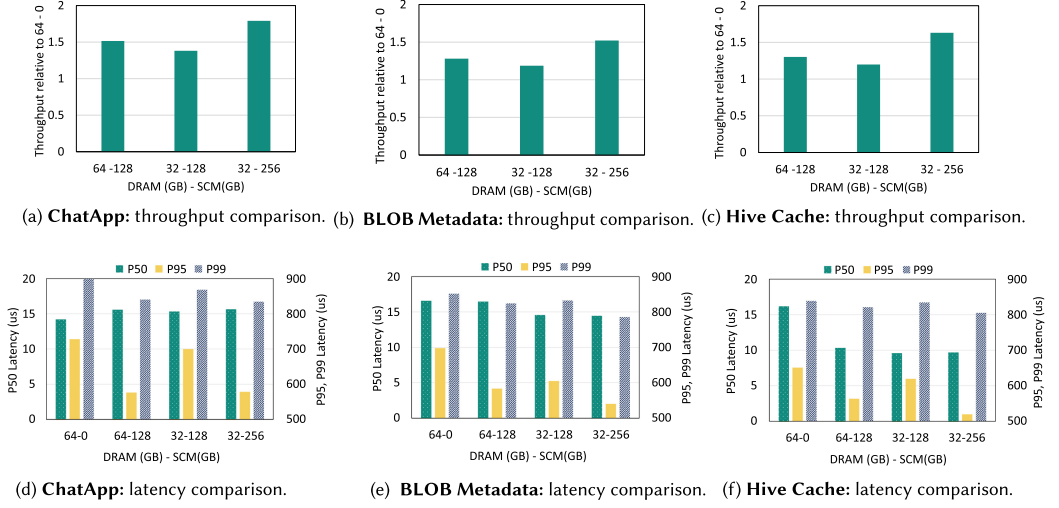 Throughput relative to 64 - 0
2
1.5
1
0.5
0
64 -128
32 -128
32 - 256
DRAM (GB) - SCM(GB)
(a) ChatApp: throughput comparison.
Throughput relative to 64 - 0
2
1.5
1
0.5
0
64 -128
32 -128
32 - 256
DRAM (GB) - SCM(GB)
(b) BLOB Metadata: throughput comparison.
Throughput relative to 64 - 0
2
1.5
1
0.5
0
64 -128
32 -128
32 - 256
DRAM (GB) - SCM(GB)
(c) Hive Cache: throughput comparison.
P50 P95 P99
P50 Latency (us)
20
15
10
5
0
900
800
700
600
500
P95, P99 Latency (us)
64-0
64-128
32-128
32-256
DRAM (GB) - SCM(GB)
(d) ChatApp: latency comparison.
P50 P95 P99
P50 Latency (us)
20
15
10
5
0
900
800
700
600
500
P95, P99 Latency (us)
64-0
64-128
32-128
32-256
DRAM (GB) - SCM(GB)
(e) BLOB Metadata: latency comparison.
P50 P95 P99
P50 Latency (us)
20
15
10
5
0
900
800
700
600
500
P95, P99 Latency (us)
64-0
64-128
32-128
32-256
DRAM (GB) - SCM(GB)
(f) Hive Cache: latency comparison.